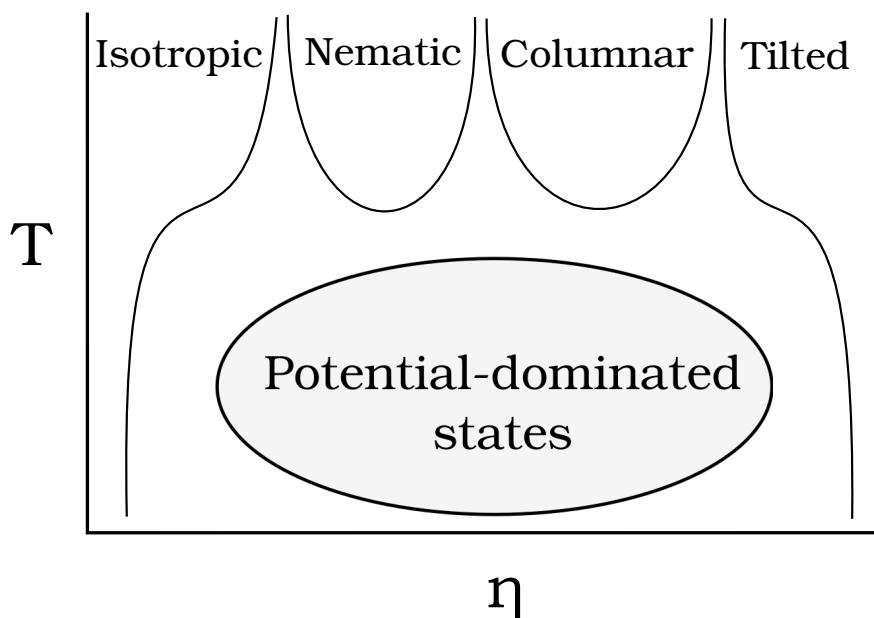 Isotropic
Nematic
Columnar
Tilted
T
Potential-dominated
states
η